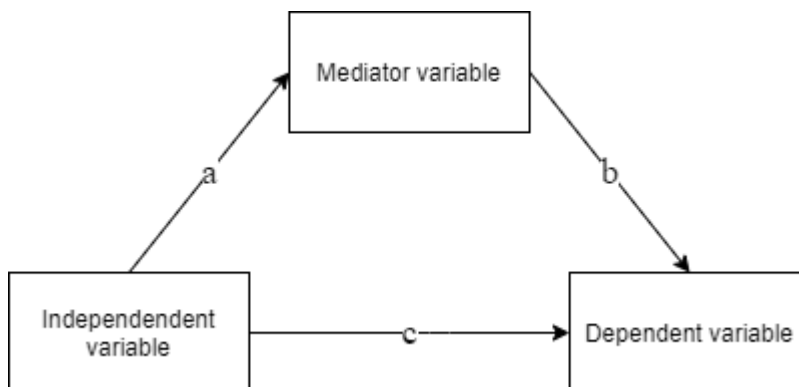 Mediator variable
a
b
Independendent
variable
c
Dependent variable